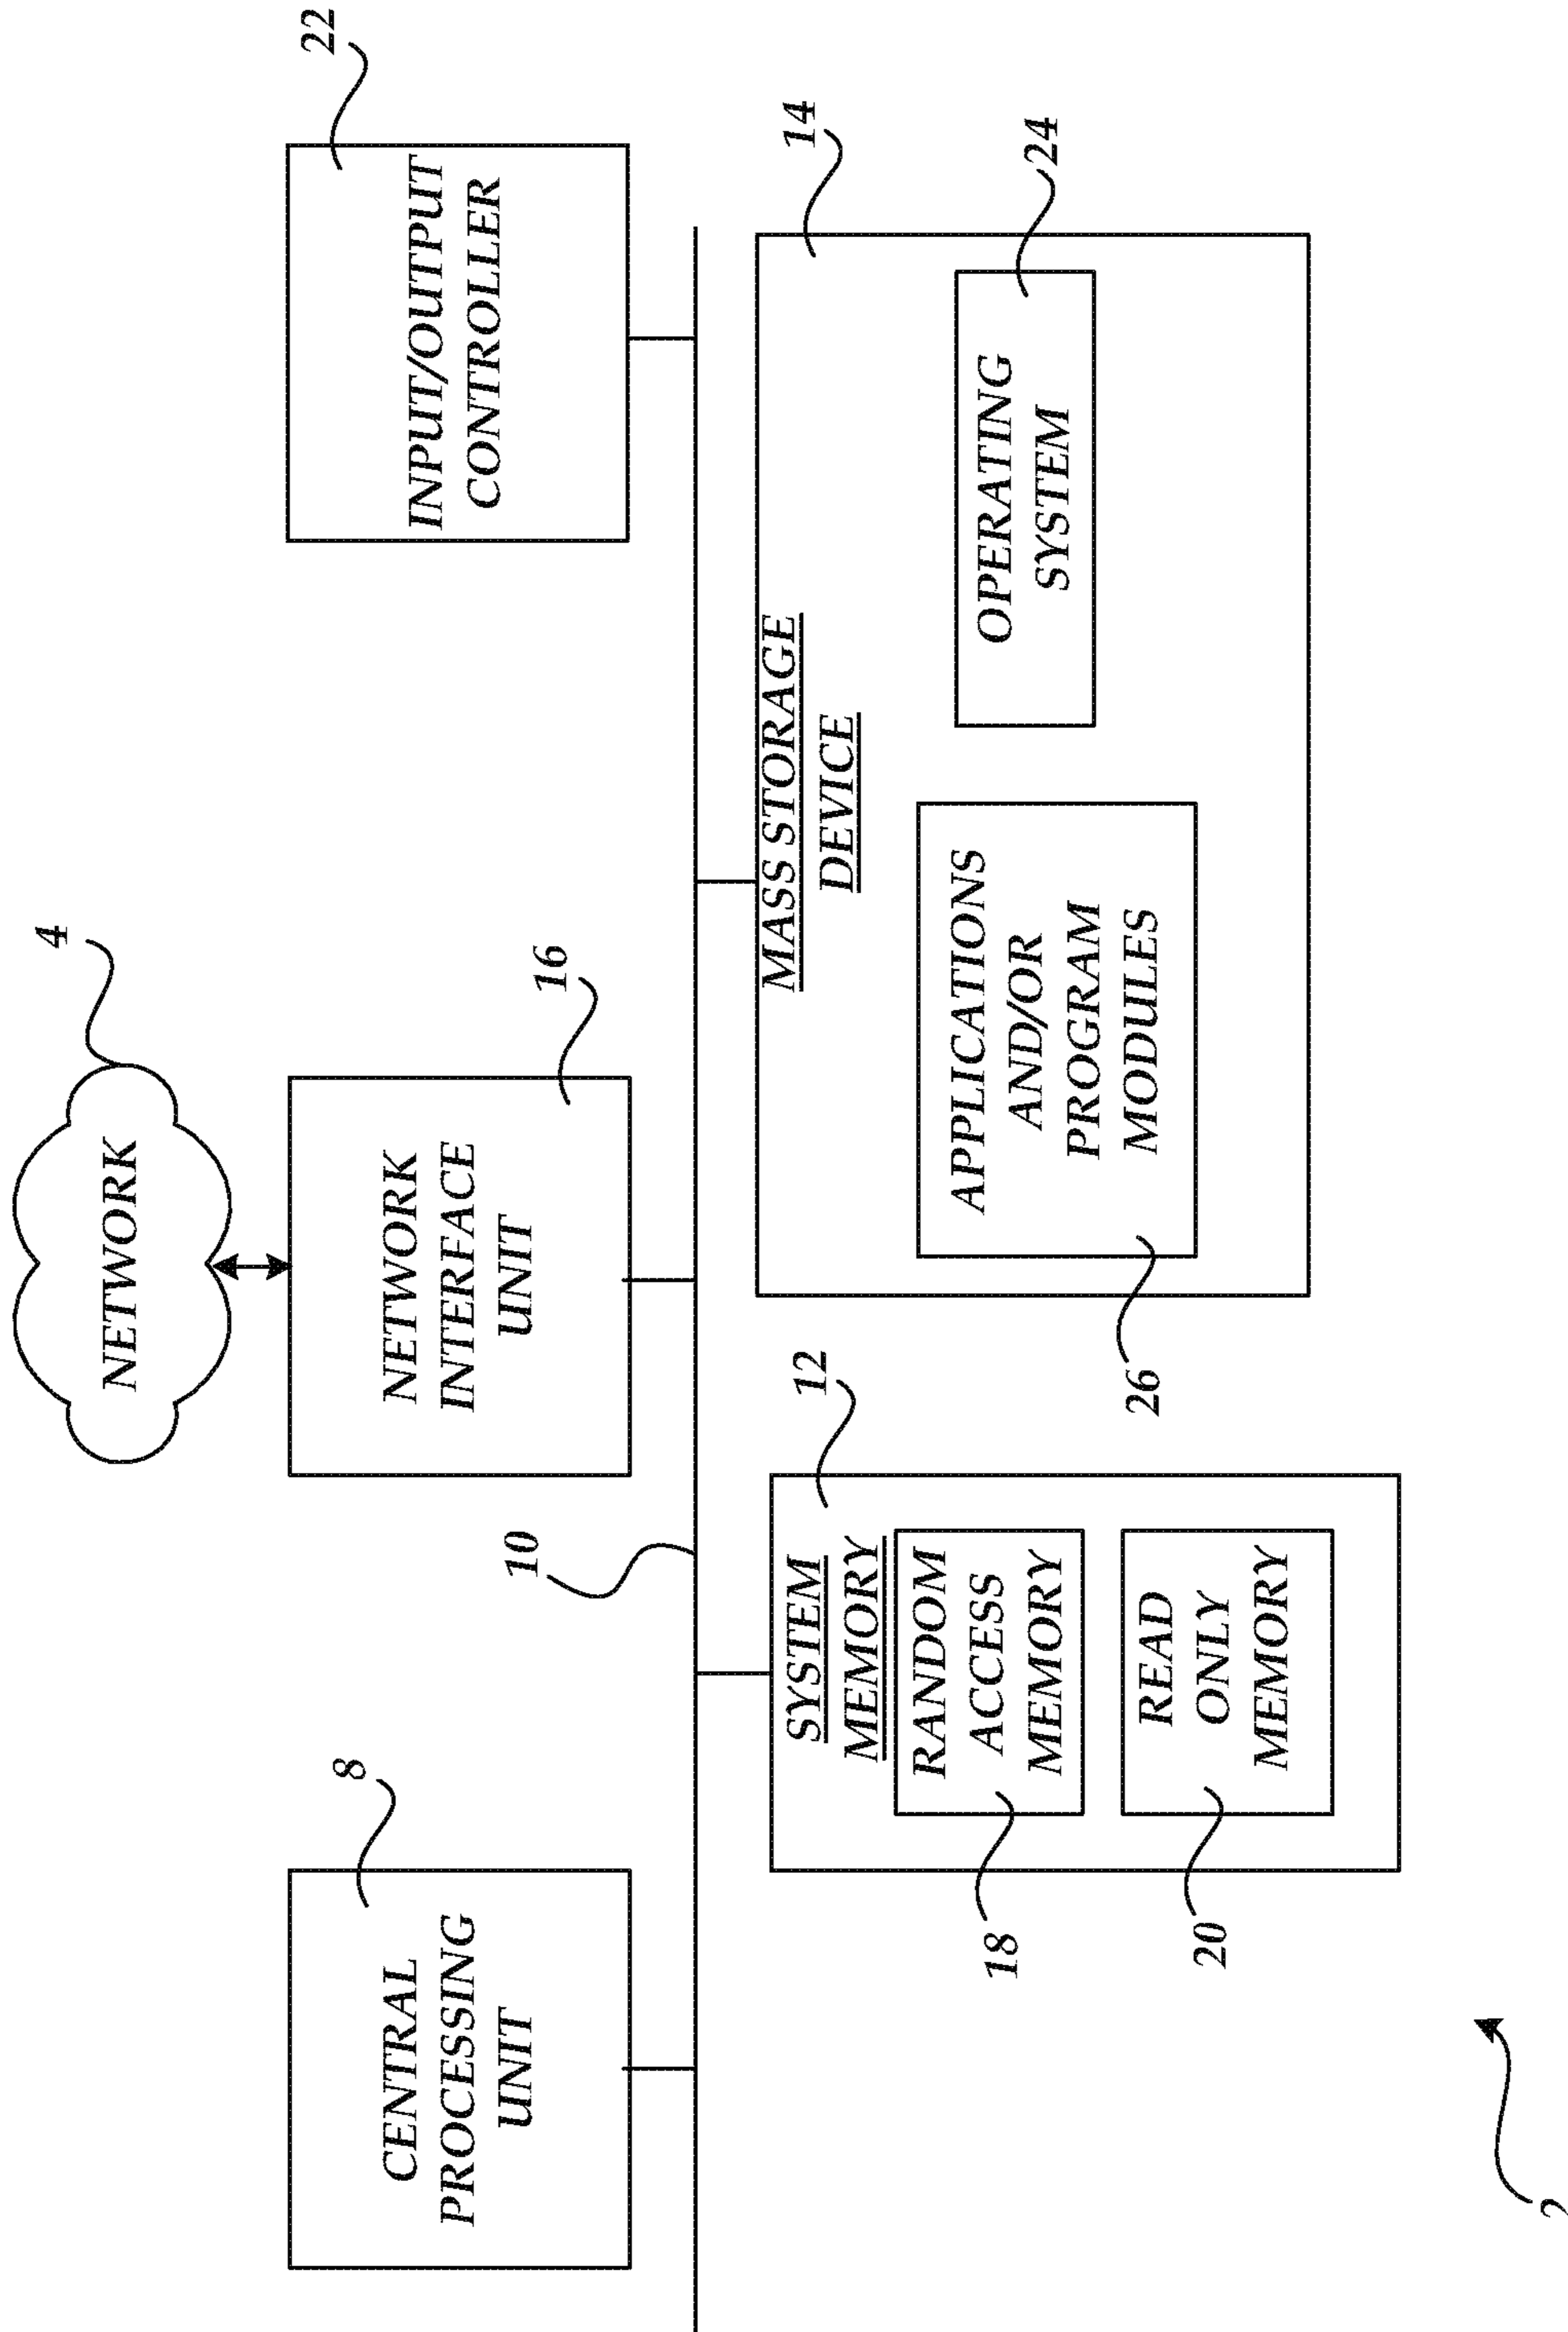 4
NETWORK
8
CENTRAL
PROCESSING
UNIT
16
NETWORK
INTERFACE
UNIT
22
INPUT/OUTPUT
CONTROLLER
10
12
SYSTEM
MEMORY
18
RANDOM
ACCESS
MEMORY
20
READ
ONLY
MEMORY
14
MASS STORAGE
DEVICE
26
APPLICATIONS
AND/OR
PROGRAM
MODULES
24
OPERATING
SYSTEM
2